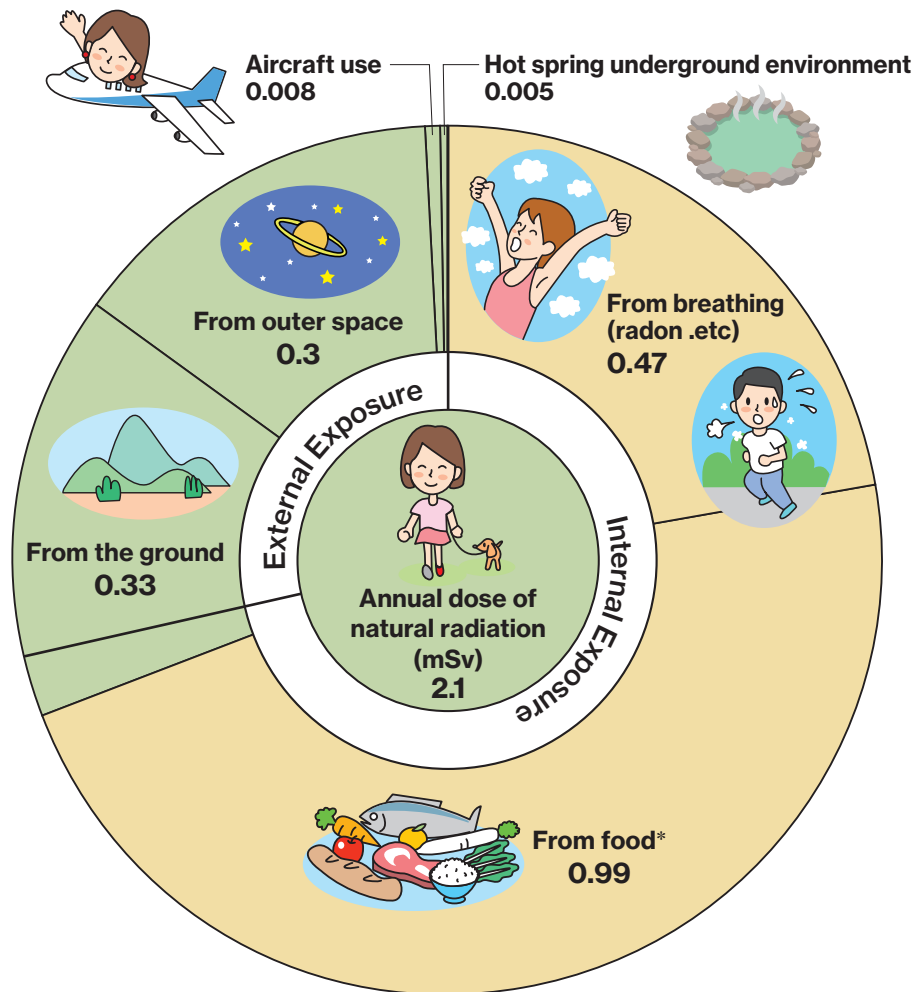 Aircraft use
0.008
Hot spring underground environment
0.005
From outer space
0.3
From breathing
(radon .etc)
0.47
External Exposure
From the ground
0.33
Internal Exposure
Annual dose of
natural radiation
(mSv)
2.1
From food*
0.99